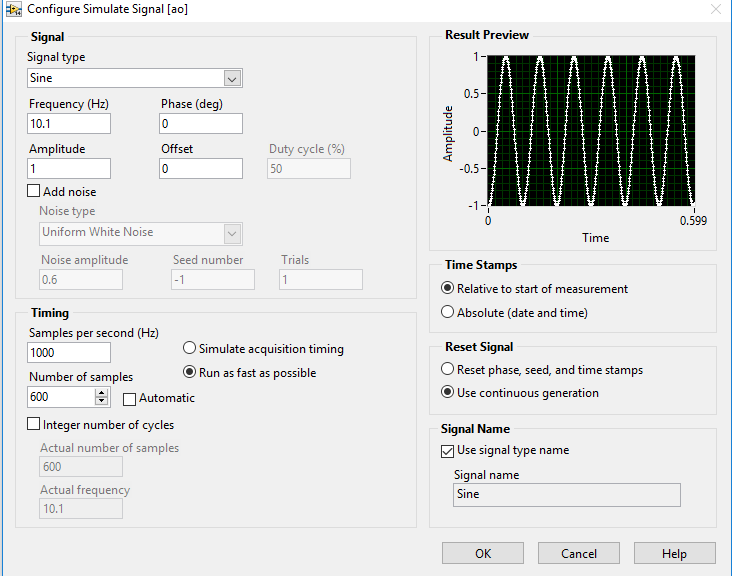 Configure Simulate Signal [ao]
Signal
Signal type
Sine
Frequency (Hz)
Phase (deg)
10.1
0
Amplitude
Offset
Duty cycle (%)
1
0
50
Add noise
Noise type
Uniform White Noise
Noise amplitude
Seed number
Trials
0.6
-1
1
Timing
Samples per second (Hz)
1000
Simulate acquisition timing
Run as fast as possible
Number of samples
600
Automatic
Integer number of cycles
Actual number of samples
600
Actual frequency
10.1
Result Preview
Amplitude
1
0.5
0
-0.5
-1
0
0.599
Time
Time Stamps
Relative to start of measurement
Absolute (date and time)
Reset Signal
Reset phase, seed, and time stamps
Use continuous generation
Signal Name
Use signal type name
Signal name
Sine
OK
Cancel
Help